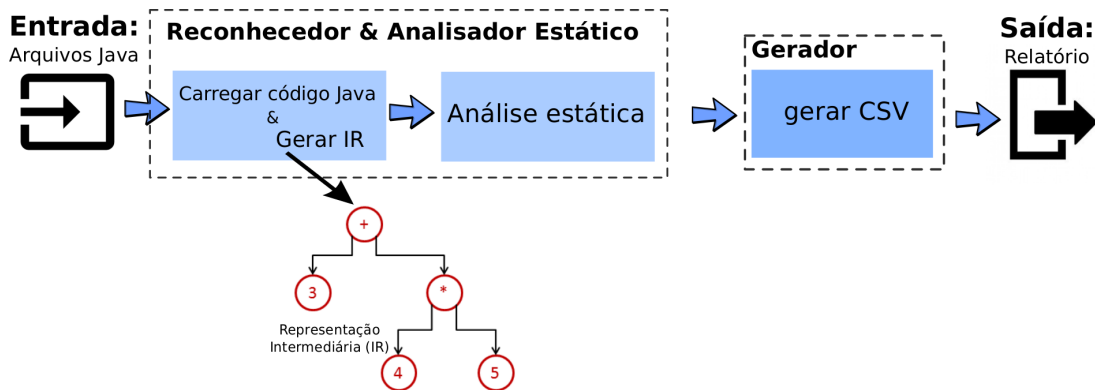 Entrada:
Arquivos Java
Reconhecedor & Analisador Estático
Carregar código Java
&
Gerar IR
Análise estática
Gerador
gerar CSV
Saída:
Relatório
+
3
*
Representação
Intermediária (IR)
4
5